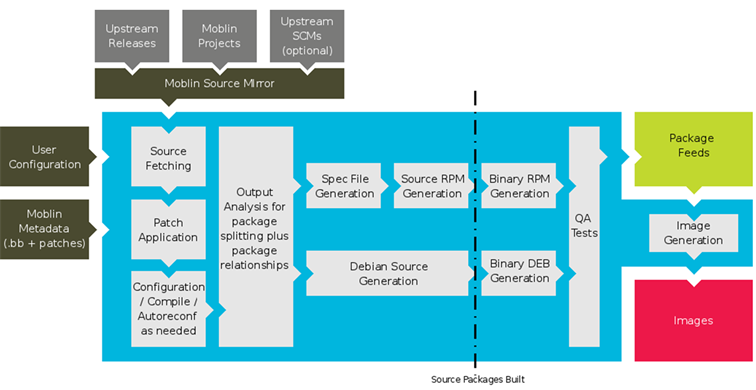 Upstream
Releases
Moblin
Projects
Upstream
SCMs
(optional)
Moblin Source Mirror
User
Configuration
Moblin
Metadata
(.bb + patches)
Source
Fetching
Patch
Application
Configuration
/ Compile /
Autoreconf
as needed
Output
Analysis for
package
splitting plus
package
relationships
Spec File
Generation
Source RPM
Generation
Debian Source
Generation
Binary RPM
Generation
Binary DEB
Generation
QA
Tests
Package
Feeds
Image
Generation
Images
Source Packages Built